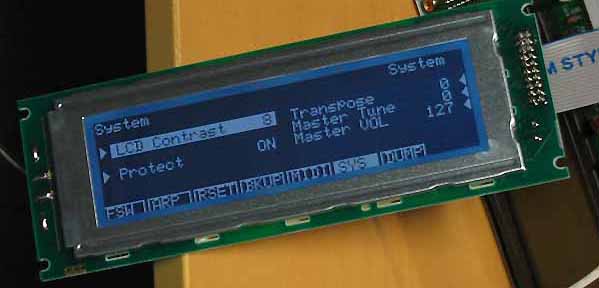 System
System
LCD Contrast 8
Protect ON
Transpose 0
Master Tune 0
Master VOL 127
FSW ARP RSET BKUP MIDI SYS DUMP
M STY